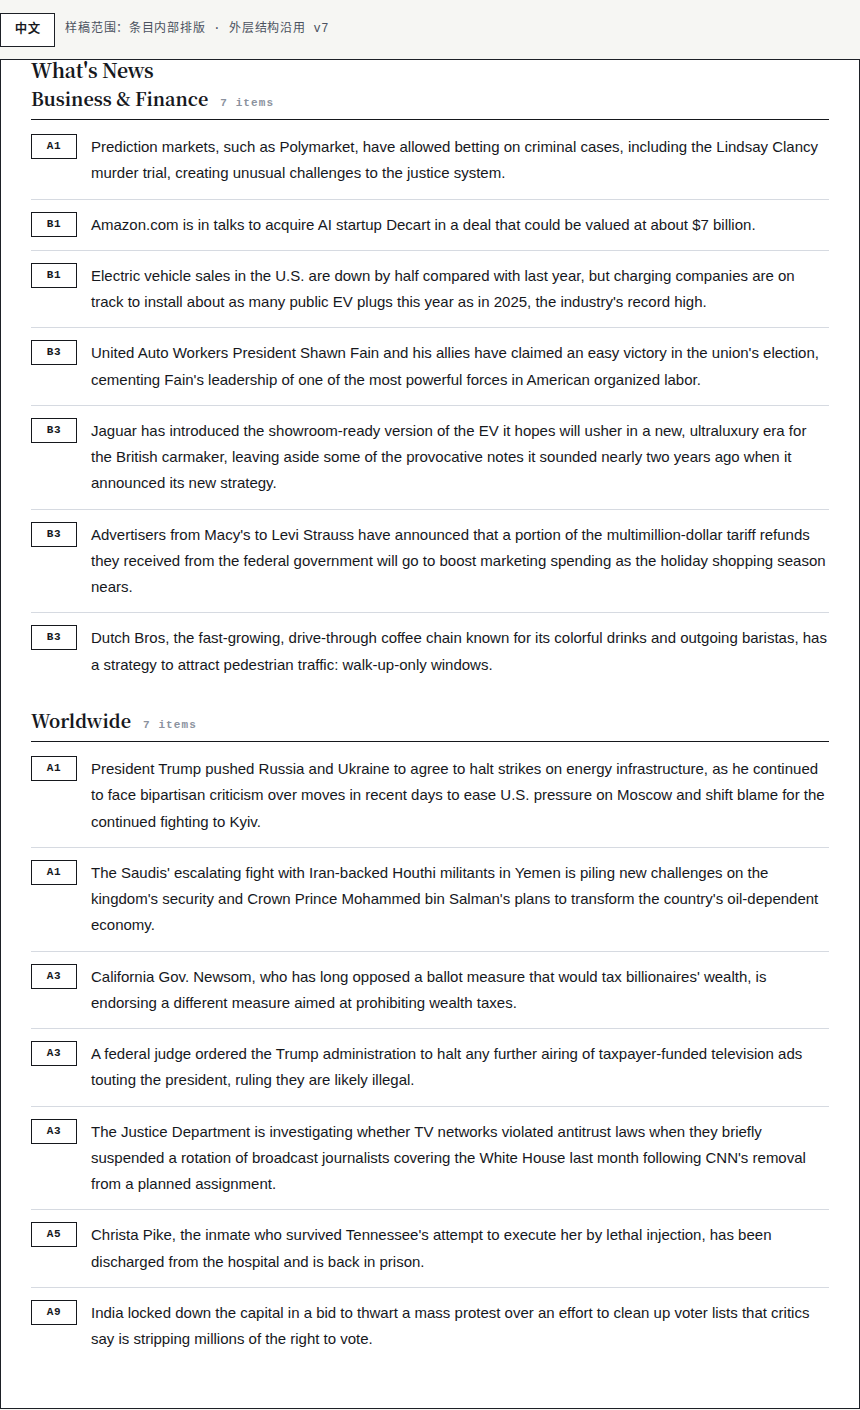 中文 样稿范围：条目内部排版 · 外层结构沿用 v7
What's News
Business & Finance 7 items
A1 Prediction markets, such as Polymarket, have allowed betting on criminal cases, including the Lindsay Clancy
murder trial, creating unusual challenges to the justice system.
B1 Amazon.com is in talks to acquire AI startup Decart in a deal that could be valued at about $7 billion.
B1 Electric vehicle sales in the U.S. are down by half compared with last year, but charging companies are on
track to install about as many public EV plugs this year as in 2025, the industry's record high.
B3 United Auto Workers President Shawn Fain and his allies have claimed an easy victory in the union's election,
cementing Fain's leadership of one of the most powerful forces in American organized labor.
B3 Jaguar has introduced the showroom-ready version of the EV it hopes will usher in a new, ultraluxury era for
the British carmaker, leaving aside some of the provocative notes it sounded nearly two years ago when it
announced its new strategy.
B3 Advertisers from Macy's to Levi Strauss have announced that a portion of the multimillion-dollar tariff refunds
they received from the federal government will go to boost marketing spending as the holiday shopping season
nears.
B3 Dutch Bros, the fast-growing, drive-through coffee chain known for its colorful drinks and outgoing baristas, has
a strategy to attract pedestrian traffic: walk-up-only windows.
Worldwide 7 items
A1 President Trump pushed Russia and Ukraine to agree to halt strikes on energy infrastructure, as he continued
to face bipartisan criticism over moves in recent days to ease U.S. pressure on Moscow and shift blame for the
continued fighting to Kyiv.
A1 The Saudis' escalating fight with Iran-backed Houthi militants in Yemen is piling new challenges on the
kingdom's security and Crown Prince Mohammed bin Salman's plans to transform the country's oil-dependent
economy.
A3 California Gov. Newsom, who has long opposed a ballot measure that would tax billionaires' wealth, is
endorsing a different measure aimed at prohibiting wealth taxes.
A3 A federal judge ordered the Trump administration to halt any further airing of taxpayer-funded television ads
touting the president, ruling they are likely illegal.
A3 The Justice Department is investigating whether TV networks violated antitrust laws when they briefly
suspended a rotation of broadcast journalists covering the White House last month following CNN's removal
from a planned assignment.
A5 Christa Pike, the inmate who survived Tennessee's attempt to execute her by lethal injection, has been
discharged from the hospital and is back in prison.
A9 India locked down the capital in a bid to thwart a mass protest over an effort to clean up voter lists that critics
say is stripping millions of the right to vote.